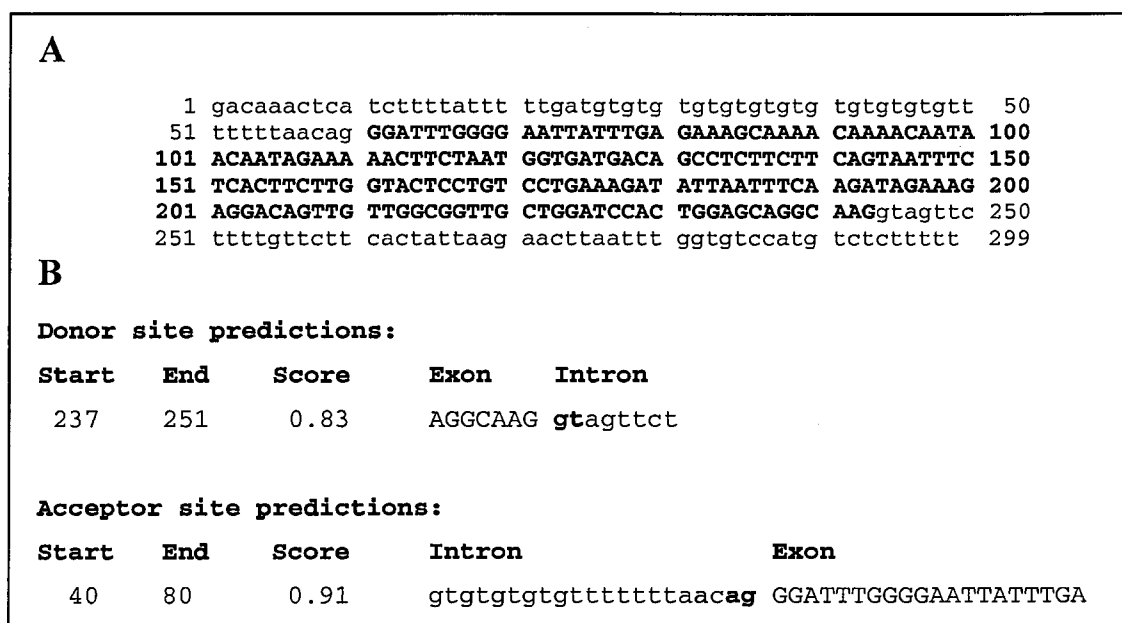 A
1 gacaaactca tcttttattt ttgatgtgtg tgtgtgtgtg tgtgtgtgtt 50
51 tttttaacag GGATTTGGGG AATTATTTGA GAAAGCAAAA CAAAACAATA 100
101 ACAATAGAAA AACTTCTAAT GGTGATGACA GCCTCTTCTT CAGTAATTTC 150
151 TCACTTCTTG GTACTCCTGT CCTGAAAGAT ATTAATTTCA AGATAGAAAG 200
201 AGGACAGTTG TTGGCGGTTG CTGGATCCAC TGGAGCAGGC AAGgtagttc 250
251 ttttgttctt cactattaag aacttaattt ggtgtccatg tctctttttt 299
B
Donor site predictions:
Start End Score Exon Intron
237 251 0.83 AGGCAAG gtagttct
Acceptor site predictions:
Start End Score Intron Exon
40 80 0.91 gtgtgtgtgtttttttaacag GGATTTGGGGAATTATTTGA